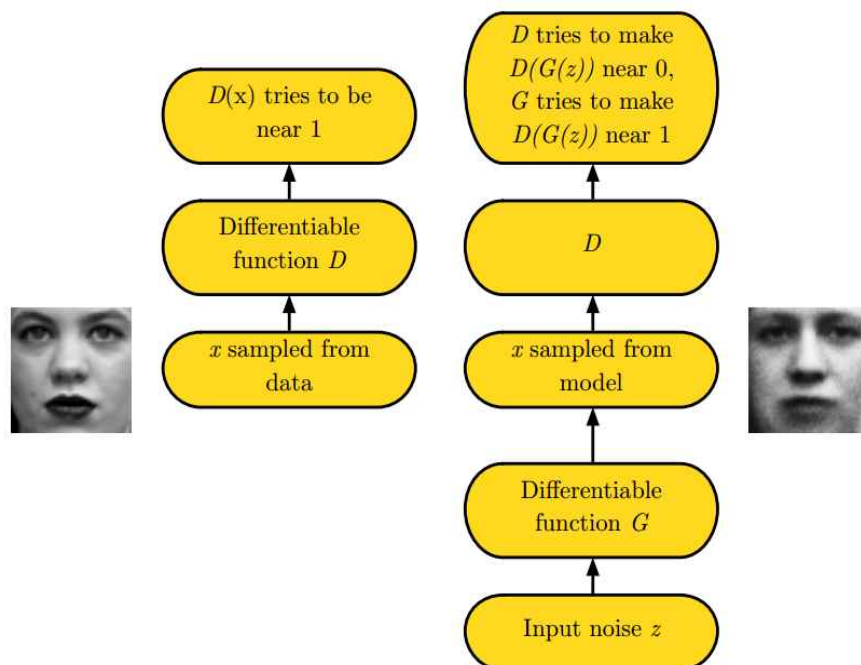 D(x) tries to be
near 1
Differentiable
function D
x sampled from
data
D tries to make
D(G(z)) near 0,
G tries to make
D(G(z)) near 1
D
x sampled from
model
Differentiable
function G
Input noise z